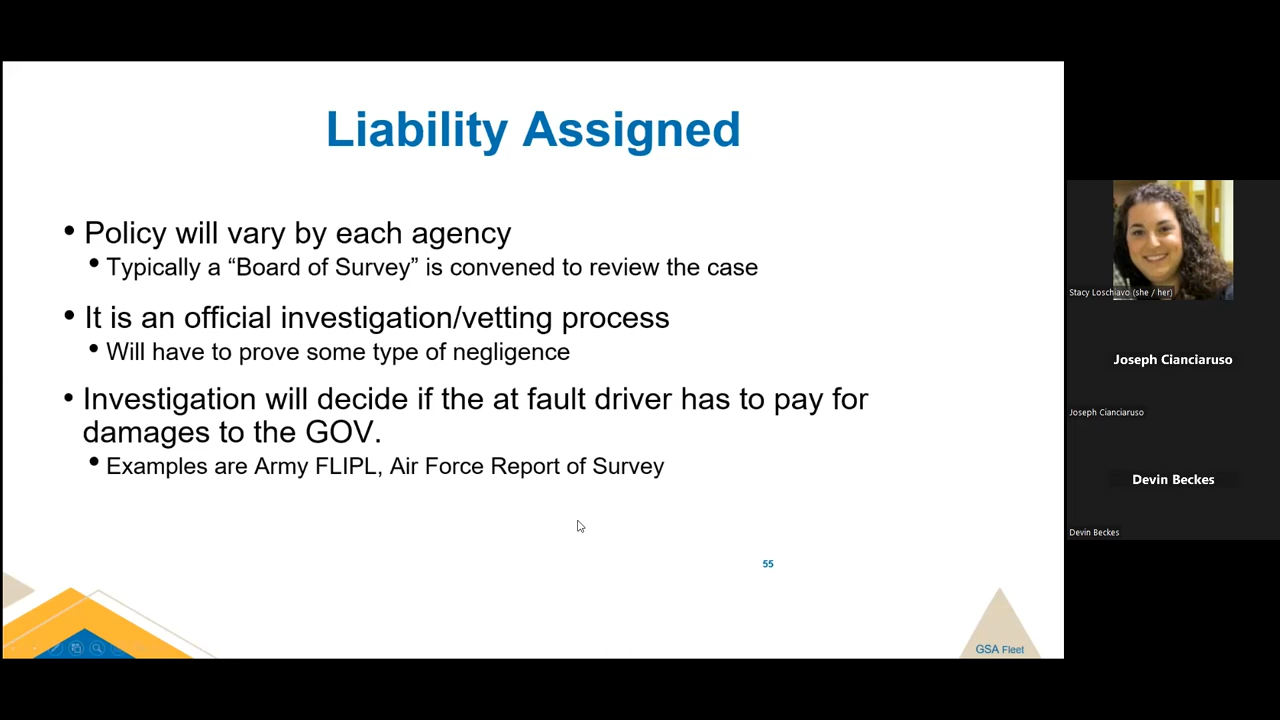 Liability Assigned
• Policy will vary by each agency
• Typically a “Board of Survey” is convened to review the case
• It is an official investigation/vetting process
• Will have to prove some type of negligence
• Investigation will decide if the at fault driver has to pay for
damages to the GOV.
• Examples are Army FLIPL, Air Force Report of Survey
55
GSA Fleet
Stacy Loschiavo (she / her)
Joseph Cianciaruso
Joseph Cianciaruso
Devin Beckes
Devin Beckes